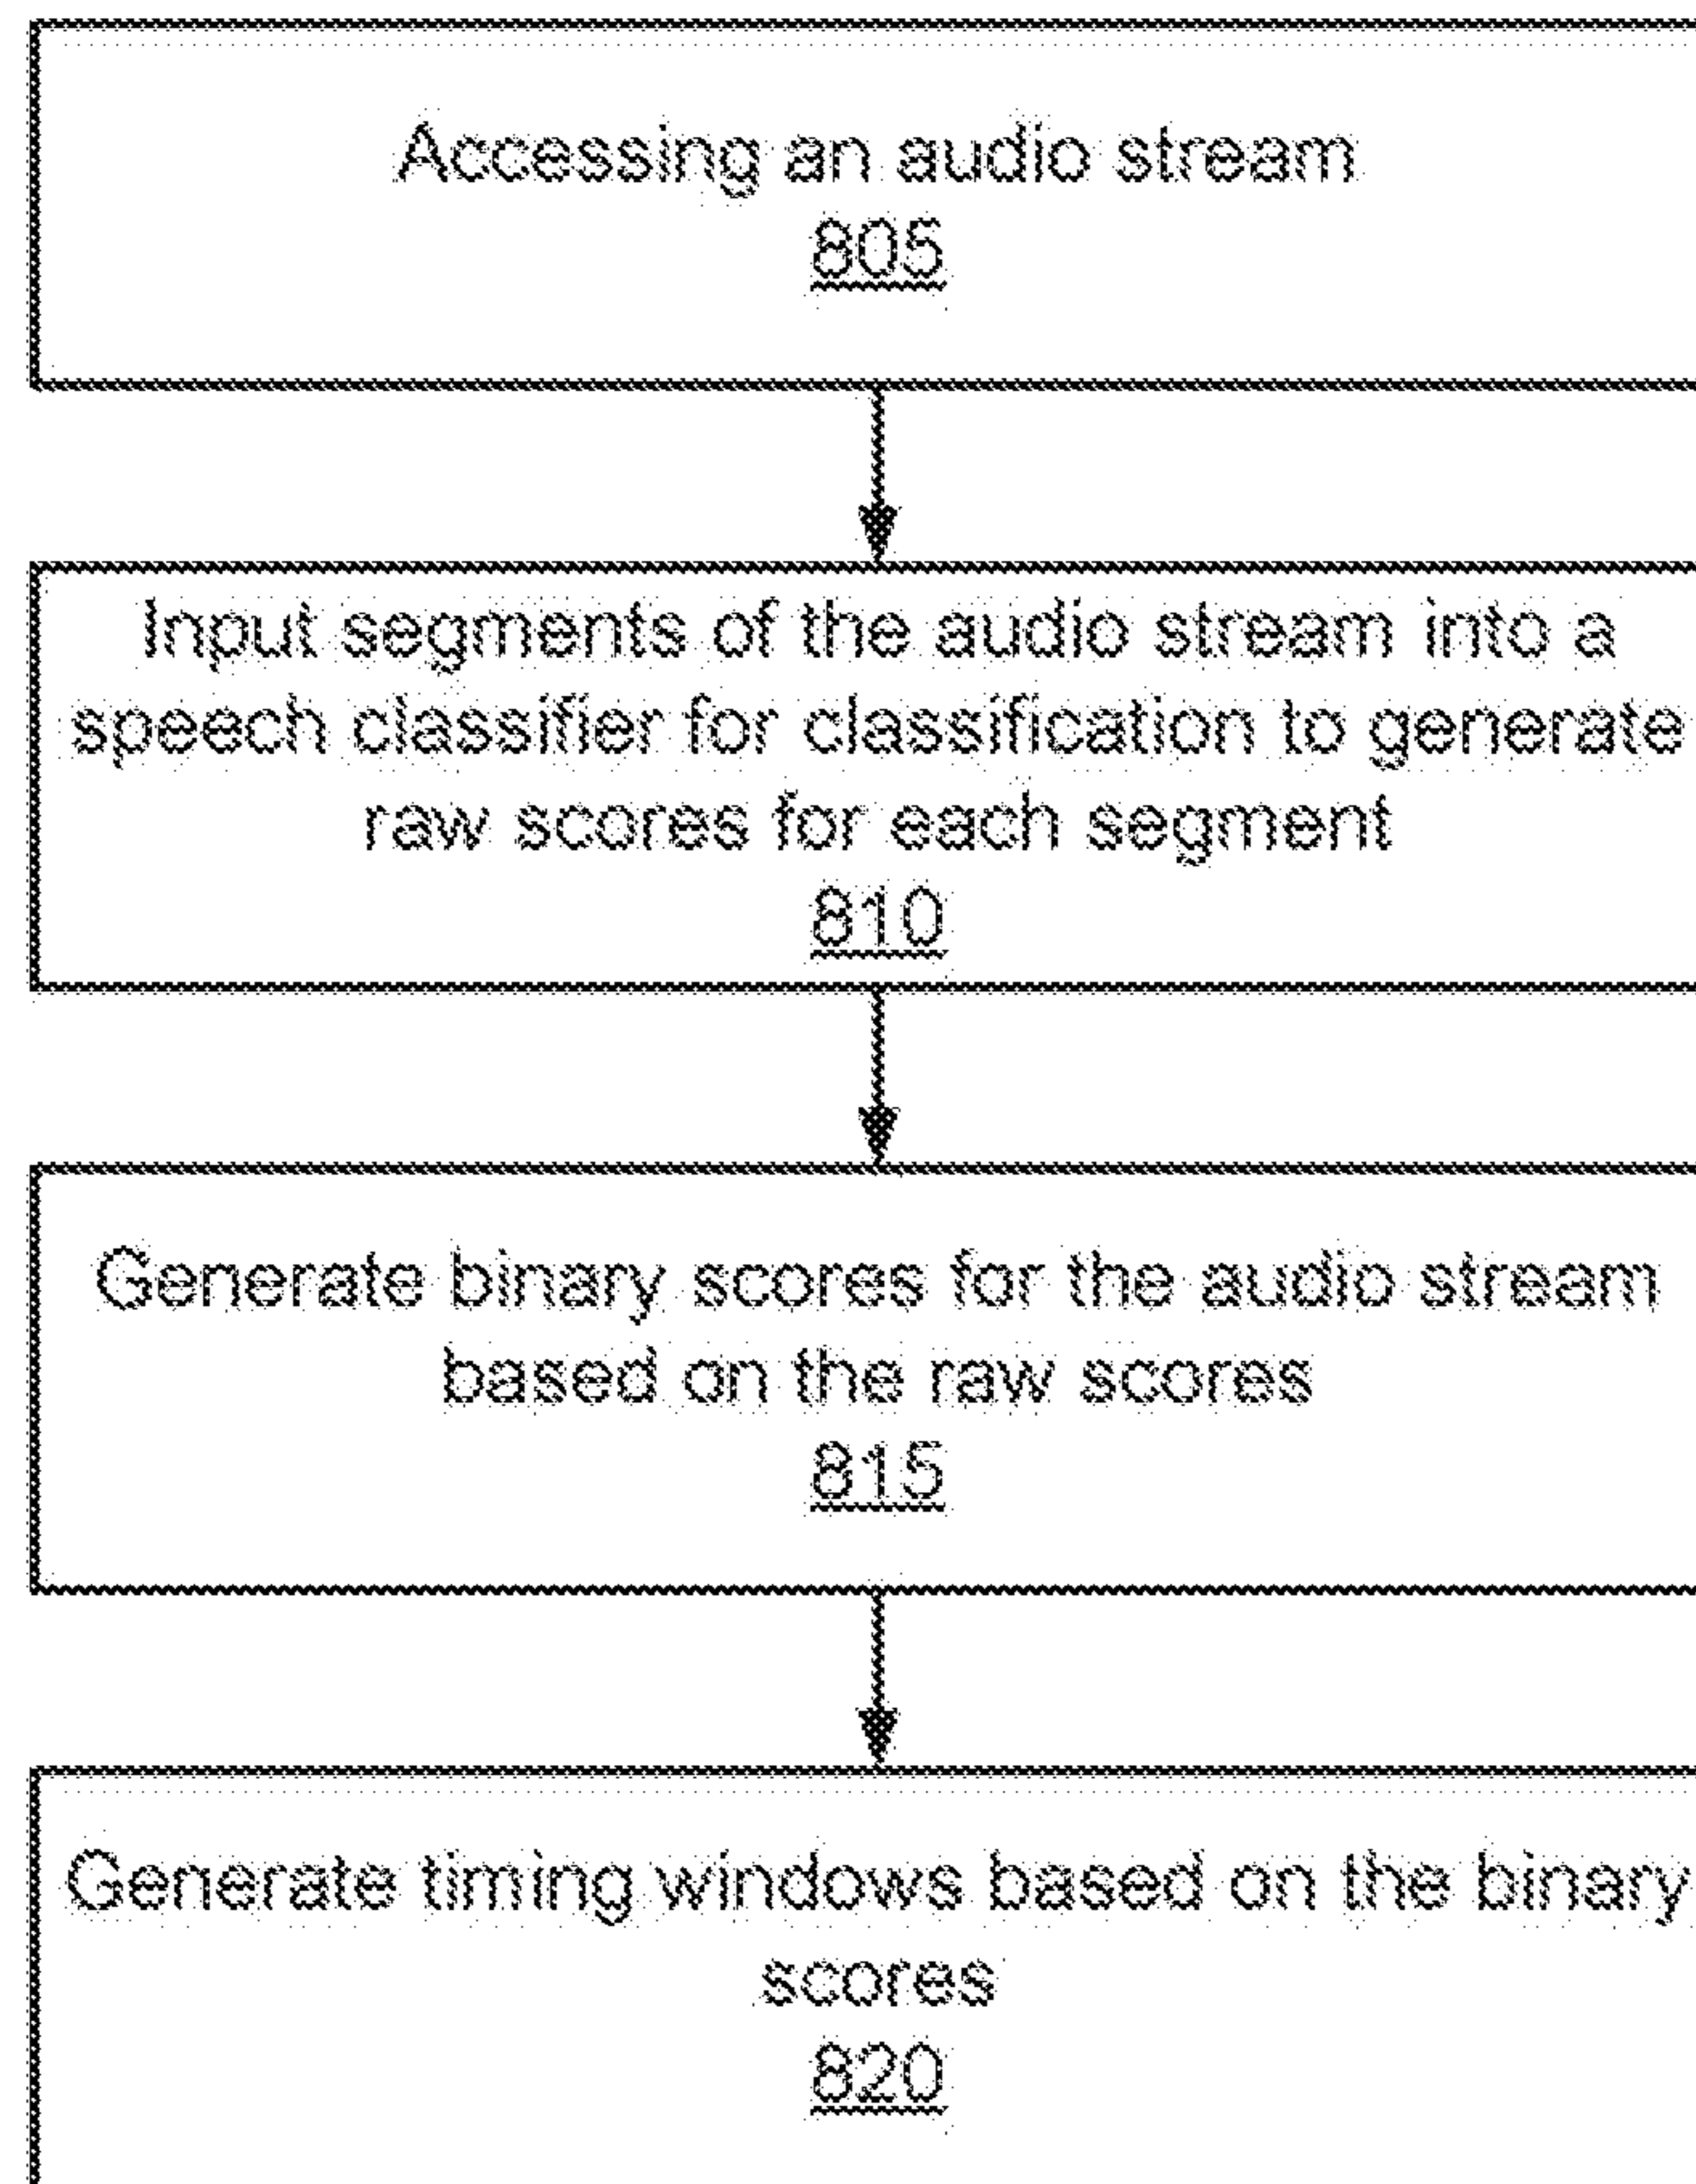 Accessing an audio stream
805
Input segments of the audio stream into a
speech classifier for classification to generate
raw scores for each segment
810
Generate binary scores for the audio stream
based on the raw scores
815
Generate timing windows based on the binary
scores
820